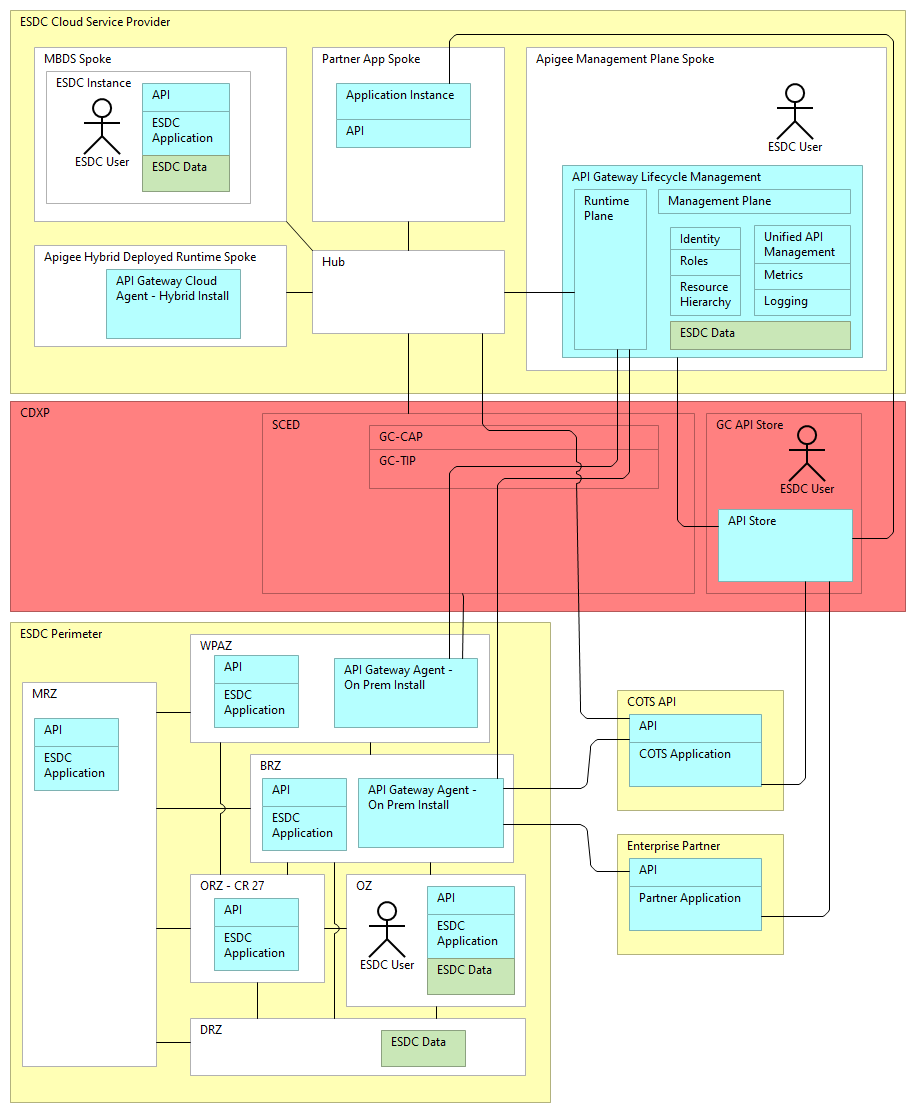 ESDC Cloud Service Provider
MBDS Spoke
ESDC Instance
ESDC User
API
ESDC
Application
ESDC Data
Partner App Spoke
Application Instance
API
Apigee Management Plane Spoke
ESDC User
API Gateway Lifecycle Management
Runtime
Plane
Management Plane
Identity
Roles
Resource
Hierarchy
Unified API
Management
Metrics
Logging
ESDC Data
Apigee Hybrid Deployed Runtime Spoke
API Gateway Cloud
Agent - Hybrid Install
Hub
CDXP
SCED
GC-CAP
GC-TIP
GC API Store
ESDC User
API Store
ESDC Perimeter
WPAZ
API
ESDC
Application
API Gateway Agent -
On Prem Install
MRZ
API
ESDC
Application
BRZ
API
ESDC
Application
API Gateway Agent -
On Prem Install
ORZ - CR 27
API
ESDC
Application
OZ
ESDC User
API
ESDC
Application
ESDC Data
DRZ
ESDC Data
COTS API
API
COTS Application
Enterprise Partner
API
Partner Application